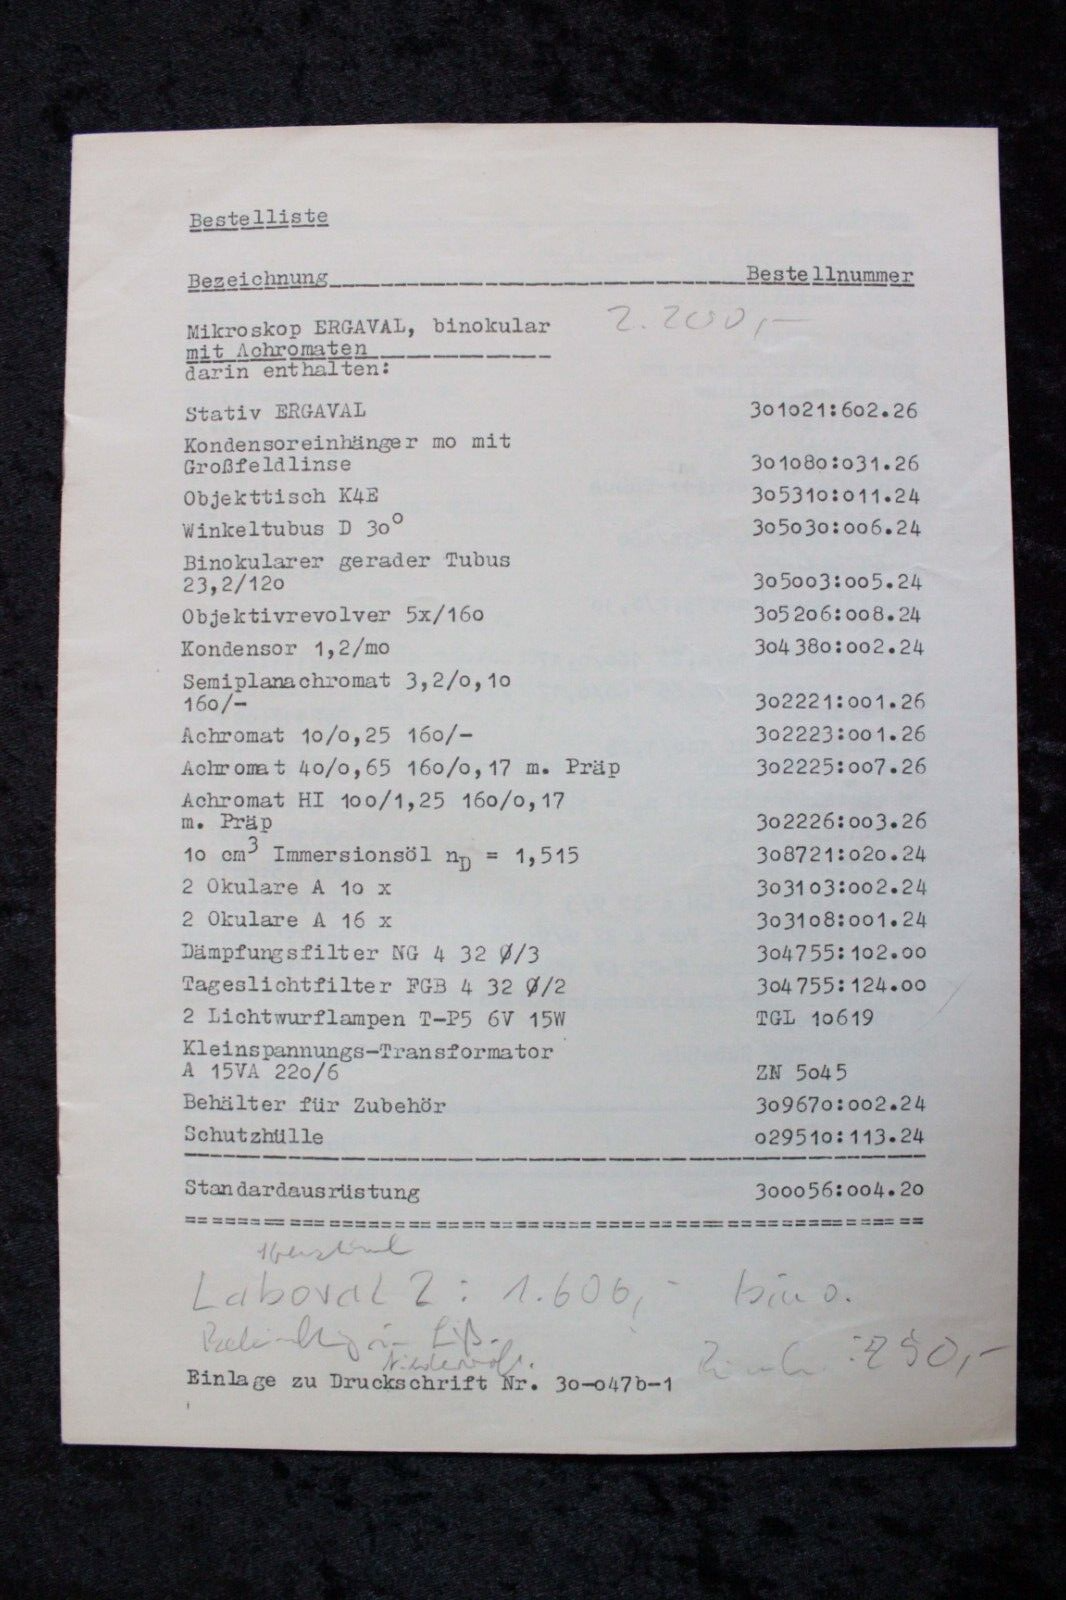 Bestelliste
Bezeichnung Bestellnummer
Mikroskop ERGAVAL, binokular 2.200,-
mit Achromaten
darin enthalten:
Stativ ERGAVAL 301021:602.26
Kondensoreinhänger mo mit
Großfeldlinse 301080:031.26
Objekttisch K4E 305310:011.24
Winkeltubus D 30° 305030:006.24
Binokularer gerader Tubus
23,2/120 305003:005.24
Objektivrevolver 5x/160 305206:008.24
Kondensor 1,2/mo 304380:002.24
Semiplanachromat 3,2/0,10
160/- 302221:001.26
Achromat 10/0,25 160/- 302223:001.26
Achromat 40/0,65 160/0,17 m. Präp 302225:007.26
Achromat HI 100/1,25 160/0,17
m. Präp 302226:003.26
10 cm³ Immersionsöl n_D = 1,515 308721:020.24
2 Okulare A 10 x 303103:002.24
2 Okulare A 16 x 303108:001.24
Dämpfungsfilter NG 4 32 Ø/3 304755:102.00
Tageslichtfilter FGB 4 32 Ø/2 304755:124.00
2 Lichtwurflampen T-P5 6V 15W TGL 10619
Kleinspannungs-Transformator
A 15VA 220/6 ZN 5045
Behälter für Zubehör 309670:002.24
Schutzhülle 029510:113.24
Standardausrüstung 300056:004.20
Laboval 2: 1.606,- bino.
:290,-
Einlage zu Druckschrift Nr. 30-047b-1